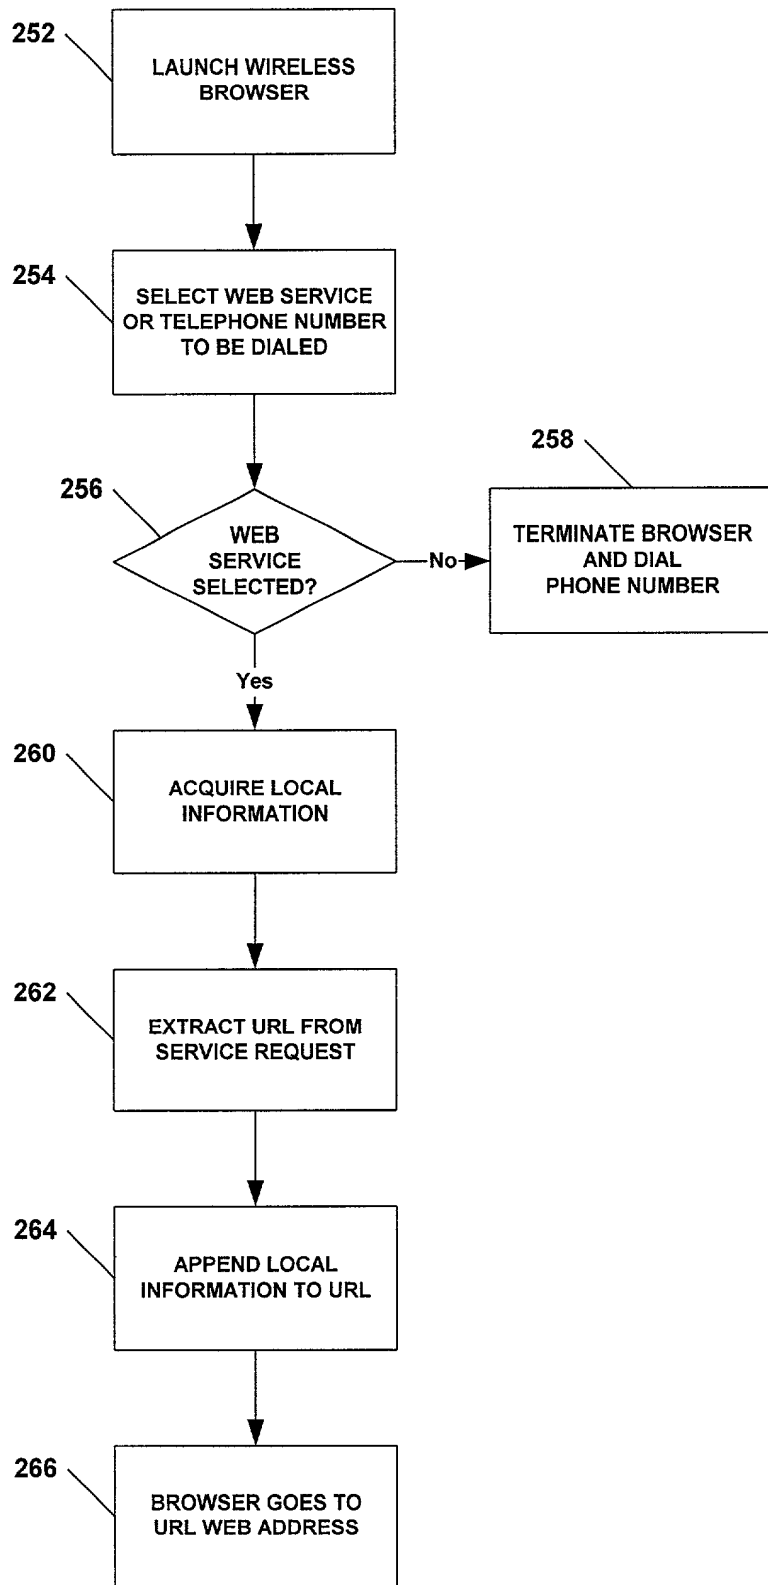 252
LAUNCH WIRELESS
BROWSER
254
SELECT WEB SERVICE
OR TELEPHONE NUMBER
TO BE DIALED
256
WEB
SERVICE
SELECTED?
No
258
TERMINATE BROWSER
AND DIAL
PHONE NUMBER
Yes
260
ACQUIRE LOCAL
INFORMATION
262
EXTRACT URL FROM
SERVICE REQUEST
264
APPEND LOCAL
INFORMATION TO URL
266
BROWSER GOES TO
URL WEB ADDRESS